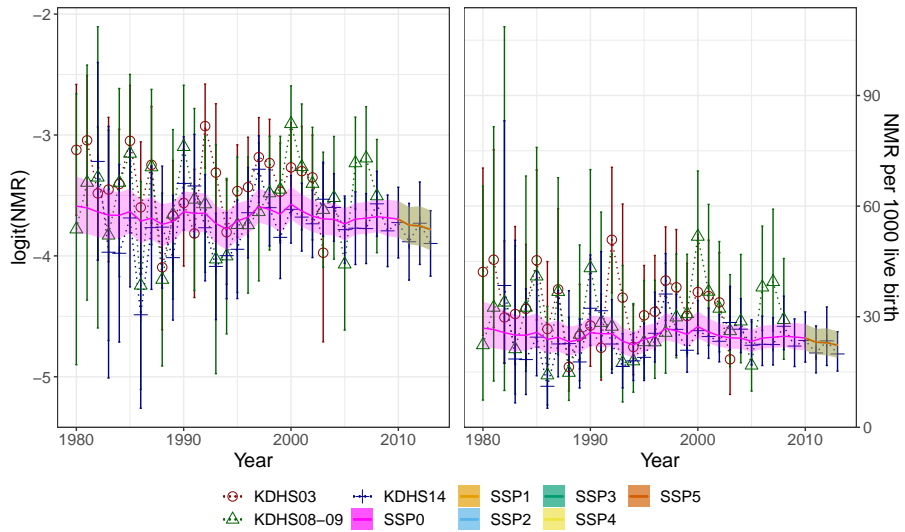 −2
−3
−4
−5
logit(NMR)
1980
1990
2000
2010
Year
1980
1990
2000
2010
Year
90
60
30
0
NMR per 1000 live birth
KDHS03
KDHS14
SSP1
SSP3
SSP5
KDHS08−09
SSP0
SSP2
SSP4